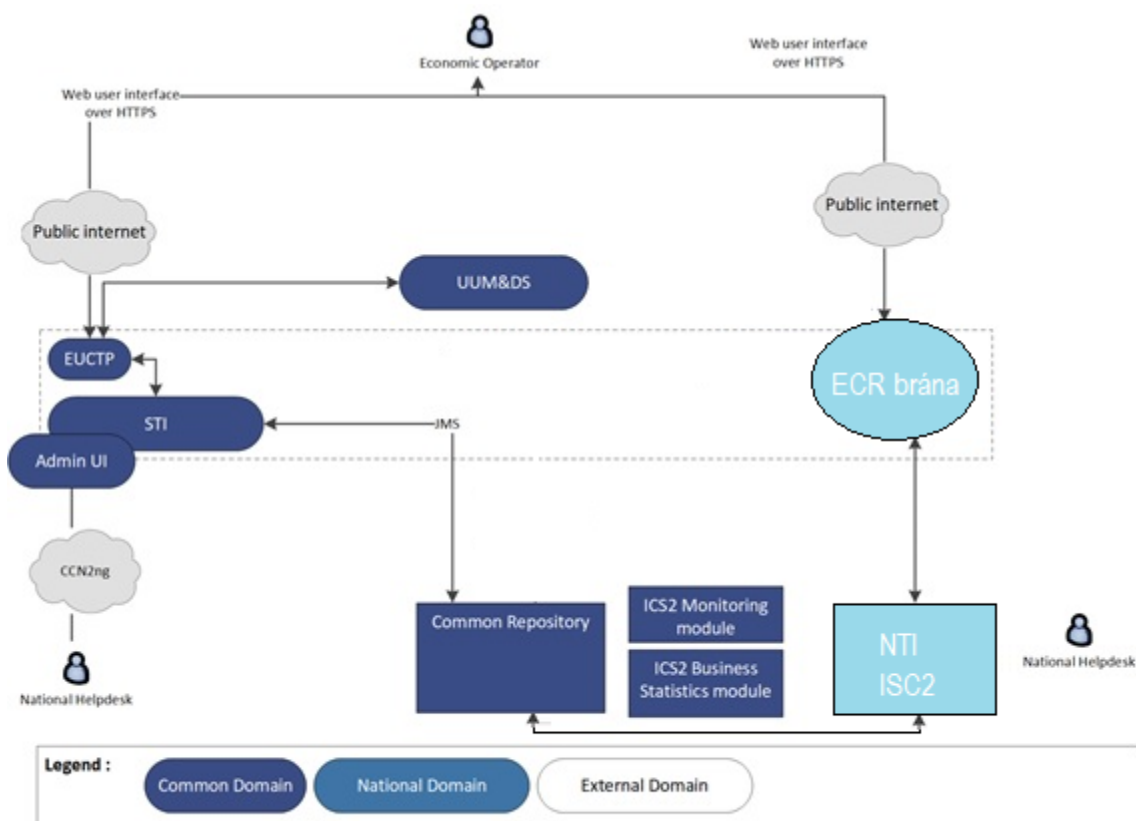 Economic Operator
Web user interface
over HTTPS
Web user interface
over HTTPS
Public internet
Public internet
UUM&DS
EUCTP
ECR brána
STI
JMS
Admin UI
CCN2ng
National Helpdesk
Common Repository
ICS2 Monitoring
module
ICS2 Business
Statistics module
NTI
ISC2
National Helpdesk
Legend :
Common Domain
National Domain
External Domain